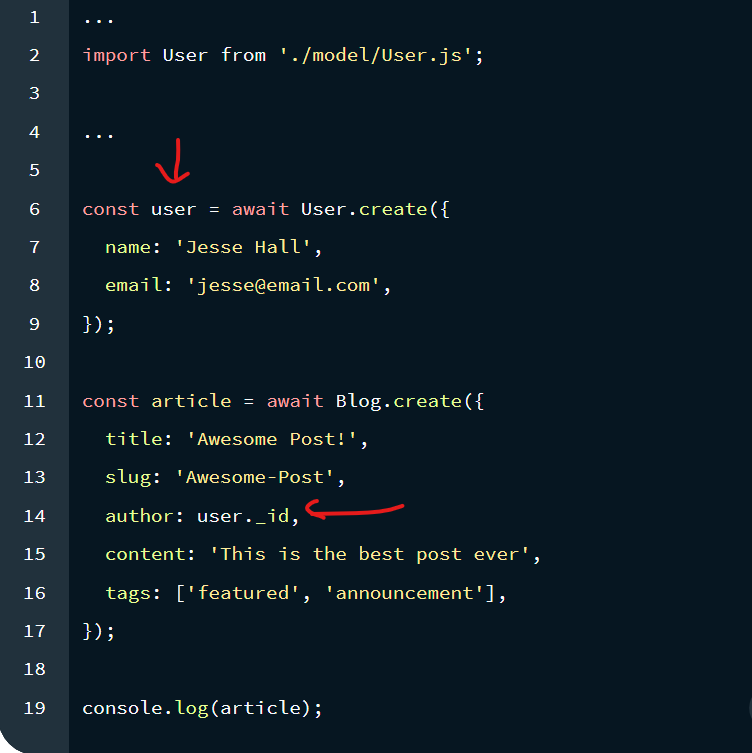 1 ...
2 import User from './model/User.js';
3
4 ...
5
6 const user = await User.create({
7   name: 'Jesse Hall',
8   email: 'jesse@email.com',
9 });
10
11 const article = await Blog.create({
12   title: 'Awesome Post!',
13   slug: 'Awesome-Post',
14   author: user._id,
15   content: 'This is the best post ever',
16   tags: ['featured', 'announcement'],
17 });
18
19 console.log(article);